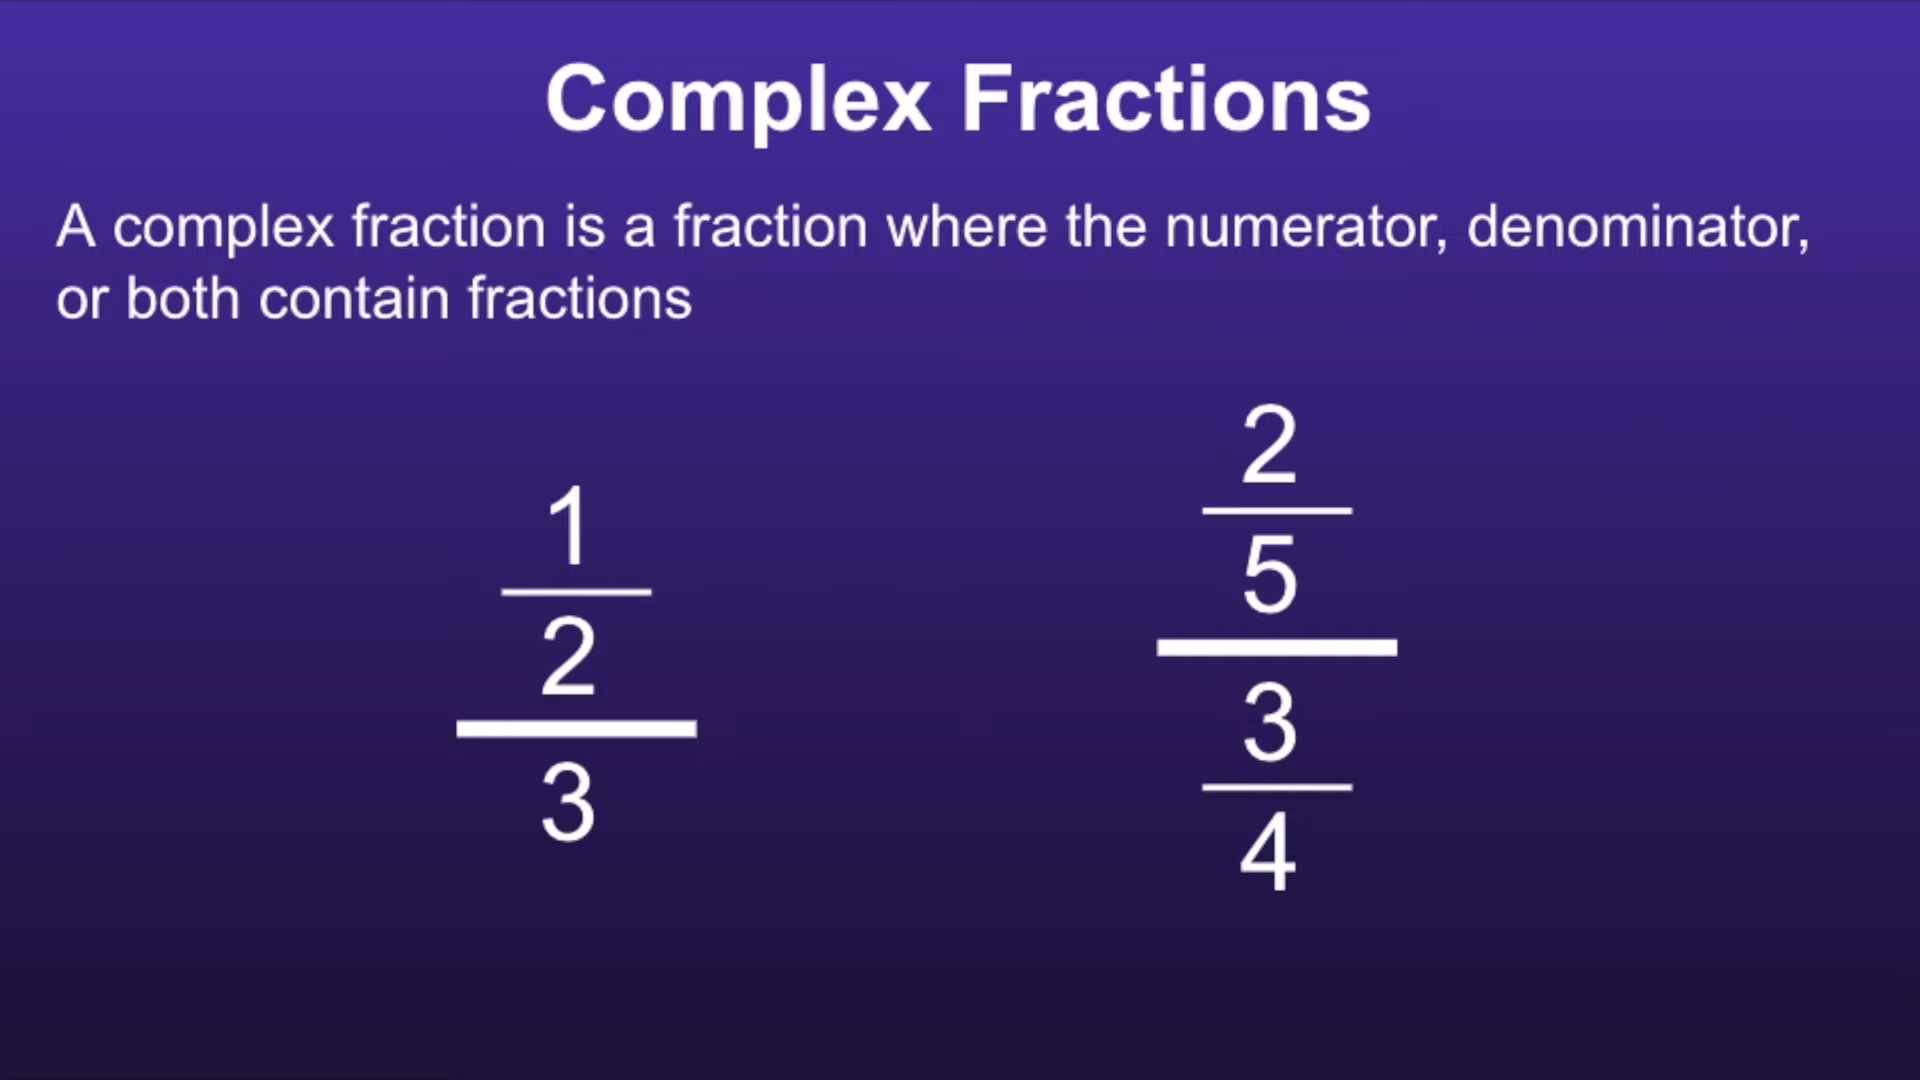 Complex Fractions
A complex fraction is a fraction where the numerator, denominator,
or both contain fractions
1
2
3
2
5
3
4